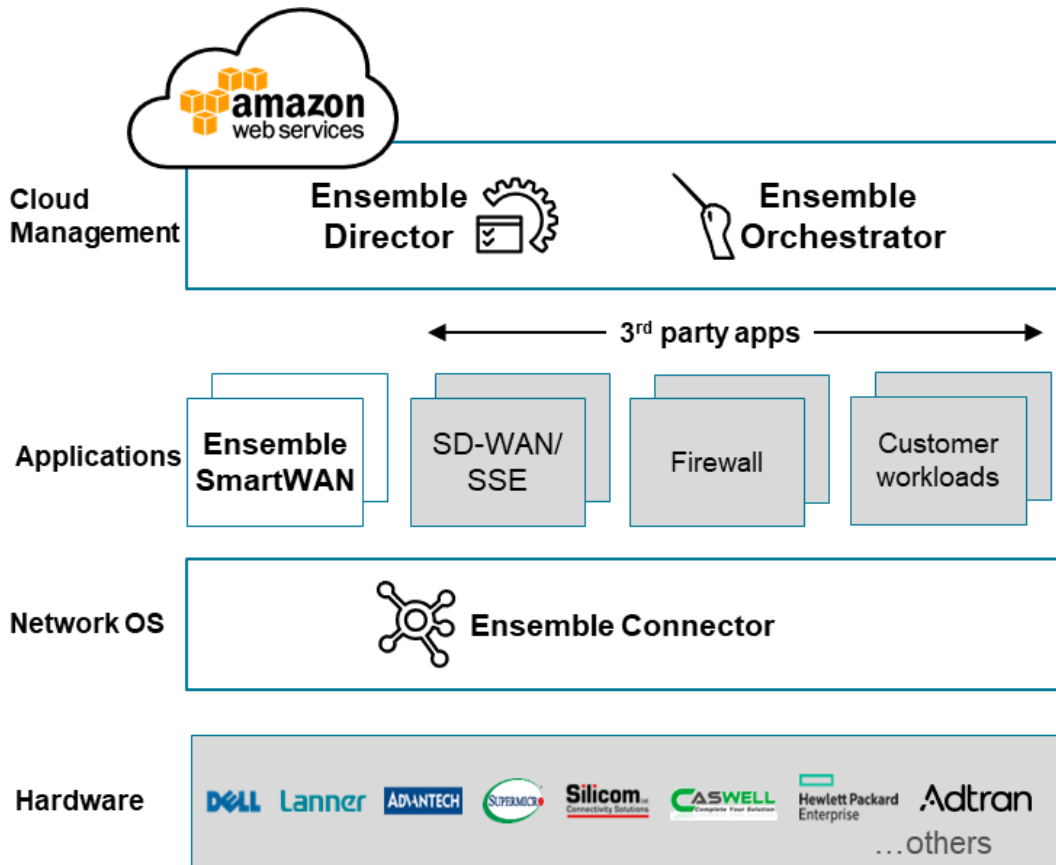 amazon
web services
Cloud
Management
Ensemble
Director
Ensemble
Orchestrator
3rd party apps
Applications
Ensemble
SmartWAN
SD-WAN/
SSE
Firewall
Customer
workloads
Network OS
Ensemble Connector
Hardware
DELL
Lanner
ADVANTECH
SUPERMICRO
Silicom Ltd.
Connectivity Solutions
CASWELL
Complete Your Solution
Hewlett Packard
Enterprise
Adtran
...others